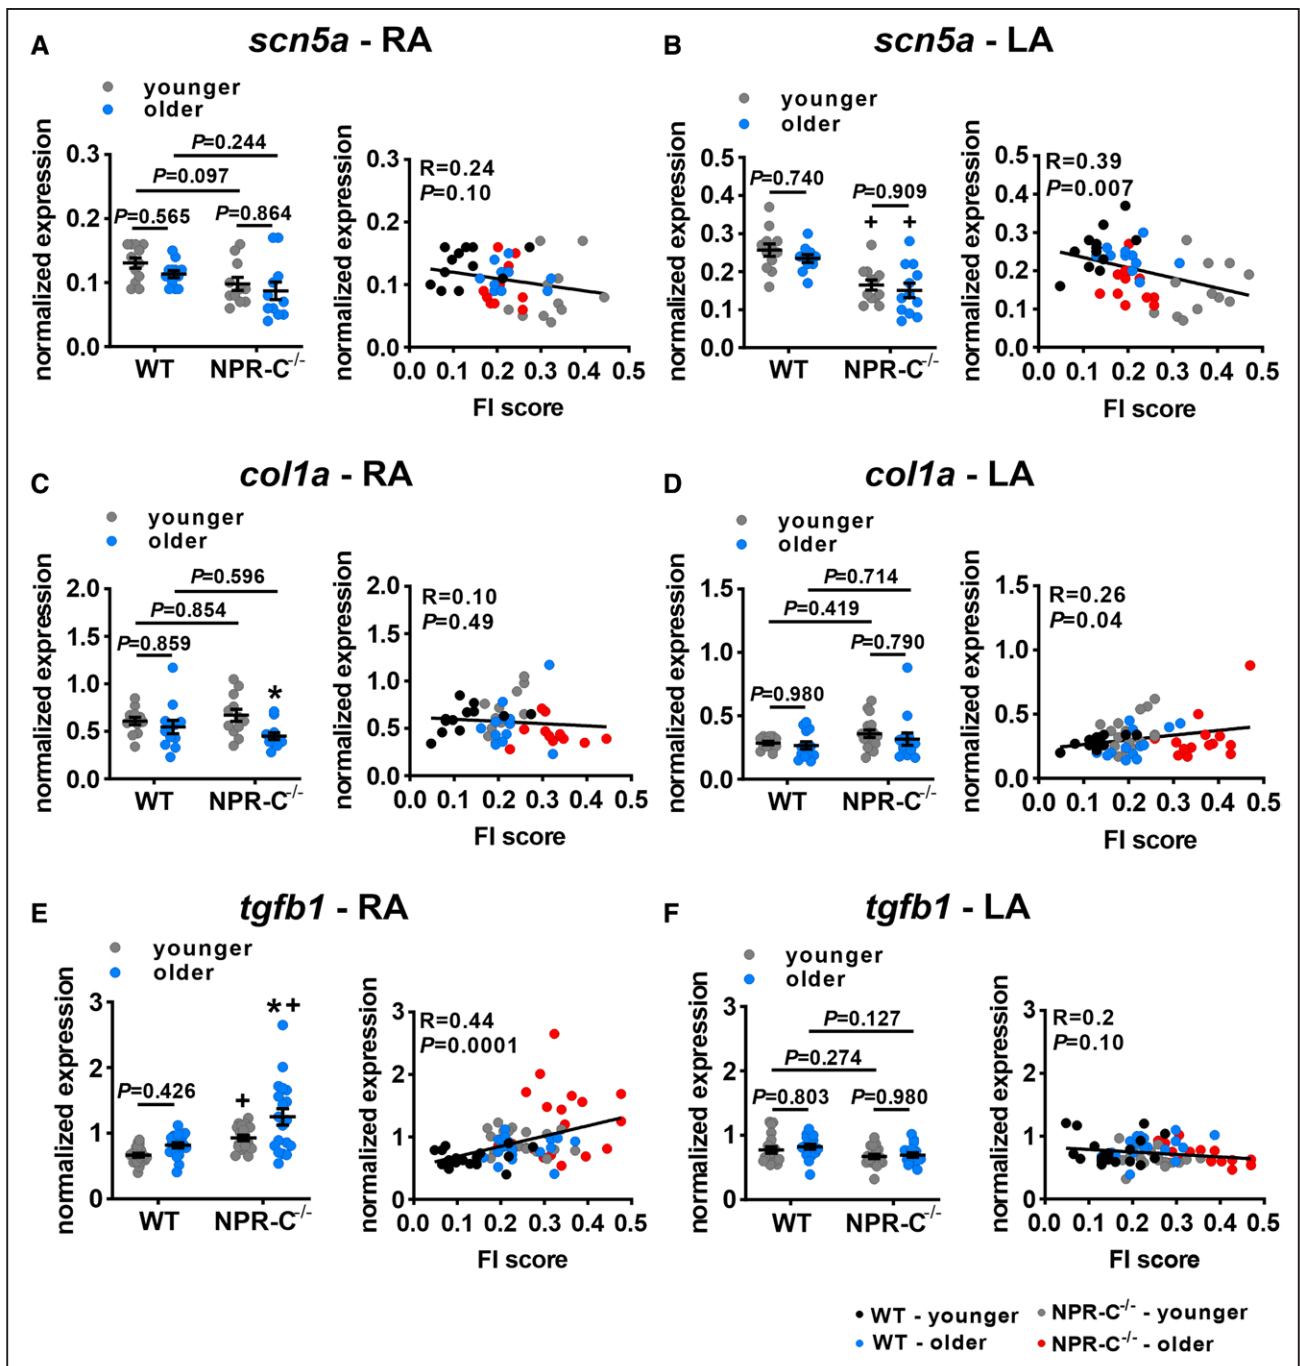 A
scn5a - RA
younger
older
normalized expression
0.3
0.2
0.1
0.0
P=0.244
P=0.097
P=0.565
P=0.864
WT
NPR-C-/-
normalized expression
0.3
0.2
0.1
0.0
R=0.24
P=0.10
0.0 0.1 0.2 0.3 0.4 0.5
FI score
B
scn5a - LA
younger
older
normalized expression
0.5
0.4
0.3
0.2
0.1
0.0
P=0.740
P=0.909
+ +
WT
NPR-C-/-
normalized expression
0.5
0.4
0.3
0.2
0.1
0.0
R=0.39
P=0.007
0.0 0.1 0.2 0.3 0.4 0.5
FI score
C
col1a - RA
younger
older
normalized expression
2.0
1.5
1.0
0.5
0.0
P=0.596
P=0.854
P=0.859
*
WT
NPR-C-/-
normalized expression
2.0
1.5
1.0
0.5
0.0
R=0.10
P=0.49
0.0 0.1 0.2 0.3 0.4 0.5
FI score
D
col1a - LA
younger
older
normalized expression
1.5
1.0
0.5
0.0
P=0.714
P=0.419
P=0.790
P=0.980
WT
NPR-C-/-
normalized expression
1.5
1.0
0.5
0.0
R=0.26
P=0.04
0.0 0.1 0.2 0.3 0.4 0.5
FI score
E
tgfb1 - RA
younger
older
normalized expression
3
2
1
0
*+
P=0.426
+
WT
NPR-C-/-
normalized expression
3
2
1
0
R=0.44
P=0.0001
0.0 0.1 0.2 0.3 0.4 0.5
FI score
F
tgfb1 - LA
younger
older
normalized expression
3
2
1
0
P=0.127
P=0.274
P=0.803
P=0.980
WT
NPR-C-/-
normalized expression
3
2
1
0
R=0.2
P=0.10
0.0 0.1 0.2 0.3 0.4 0.5
FI score
WT - younger
NPR-C-/- - younger
WT - older
NPR-C-/- - older